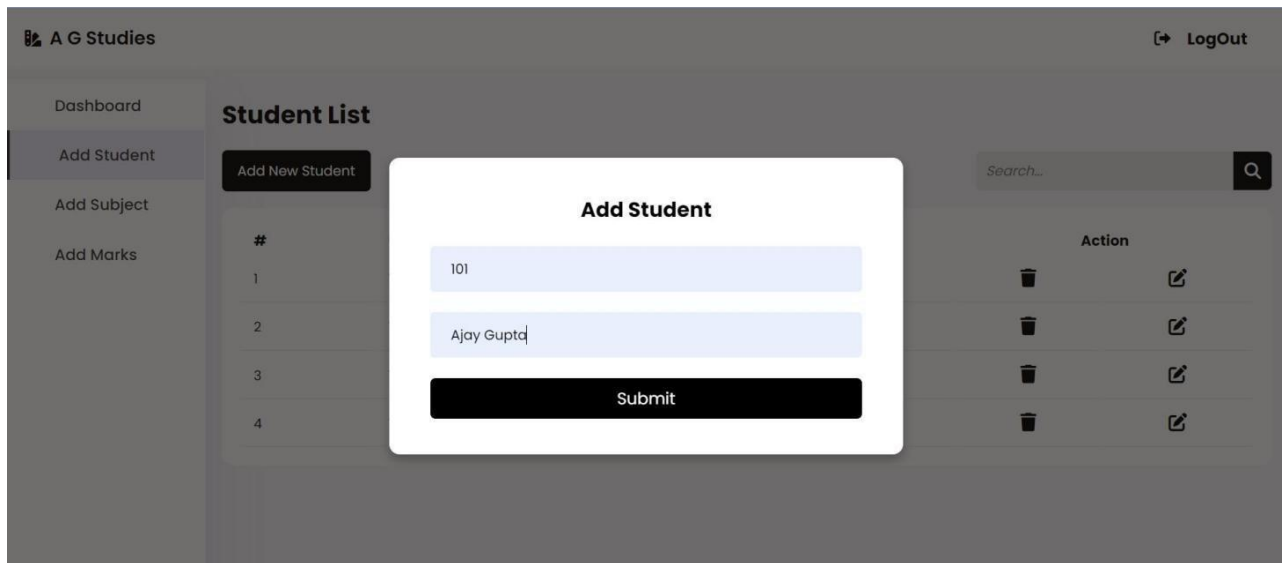 A G Studies
LogOut
Dashboard
Add Student
Add Subject
Add Marks
Student List
Add New Student
Search...
# Action
1
2
3
4
Add Student
101
Ajay Gupta
Submit